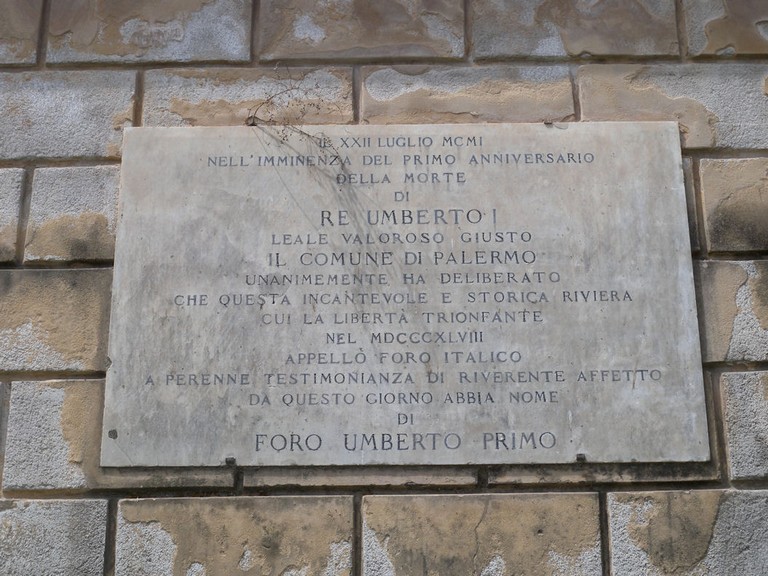 IL XXII LUGLIO MCMI
NELL'IMMINENZA DEL PRIMO ANNIVERSARIO
DELLA MORTE
DI
RE UMBERTO I
LEALE VALOROSO GIUSTO
IL COMUNE DI PALERMO
UNANIMEMENTE HA DELIBERATO
CHE QUESTA INCANTEVOLE E STORICA RIVIERA
CUI LA LIBERTÀ TRIONFANTE
NEL MDCCCXLVIII
APPELLÒ FORO ITALICO
A PERENNE TESTIMONIANZA DI RIVERENTE AFFETTO
DA QUESTO GIORNO ABBIA NOME
DI
FORO UMBERTO PRIMO